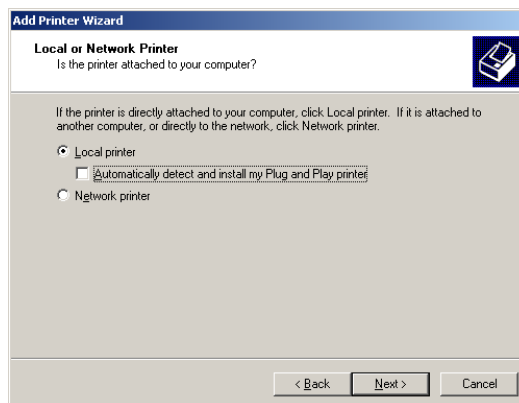 Add Printer Wizard
Local or Network Printer
Is the printer attached to your computer?
If the printer is directly attached to your computer, click Local printer. If it is attached to
another computer, or directly to the network, click Network printer.
Local printer
Automatically detect and install my Plug and Play printer
Network printer
< Back
Next >
Cancel